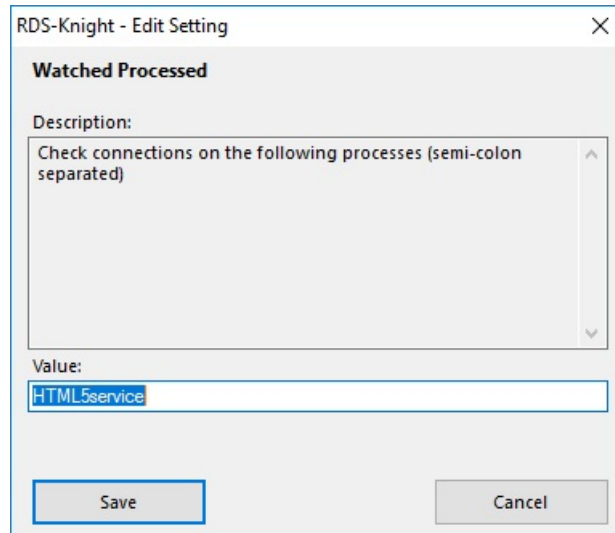 RDS-Knight - Edit Setting
Watched Processed
Description:
Check connections on the following processes (semi-colon
separated)
Value:
HTML5service
Save
Cancel